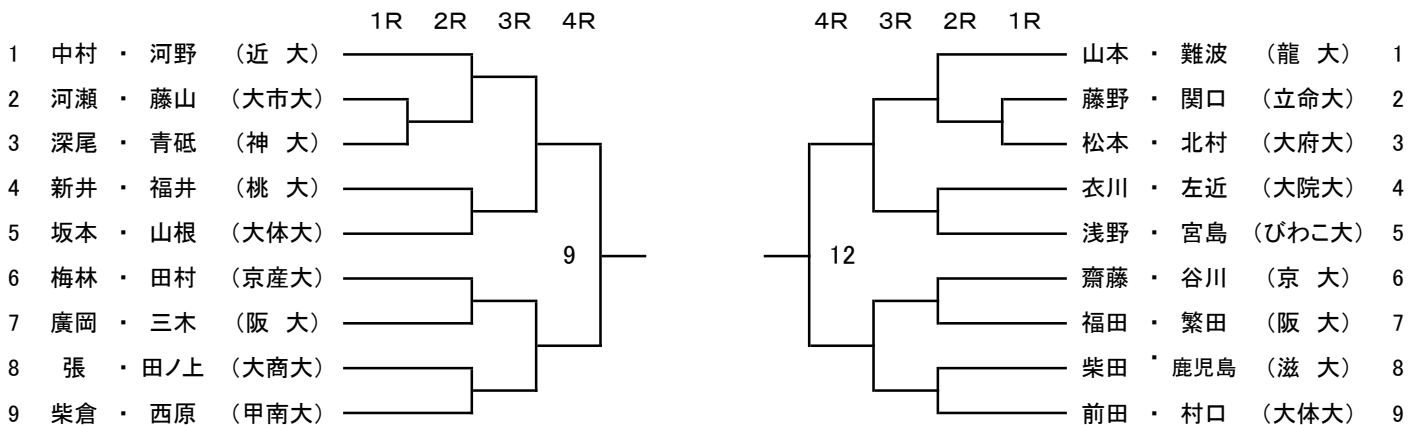 1R 2R 3R 4R 4R 3R 2R 1R
1 中村 ・ 河野 （近 大） 山本 ・ 難波 （龍 大） 1
2 河瀬 ・ 藤山 （大市大） 藤野 ・ 関口 （立命大） 2
3 深尾 ・ 青砥 （神 大） 松本 ・ 北村 （大府大） 3
4 新井 ・ 福井 （桃 大） 衣川 ・ 左近 （大院大） 4
5 坂本 ・ 山根 （大体大） 浅野 ・ 宮島 （びわこ大） 5
9 12
6 梅林 ・ 田村 （京産大） 齋藤 ・ 谷川 （京 大） 6
7 廣岡 ・ 三木 （阪 大） 福田 ・ 繁田 （阪 大） 7
8 張 ・ 田ノ上 （大商大） 柴田 ・ 鹿児島 （滋 大） 8
9 柴倉 ・ 西原 （甲南大） 前田 ・ 村口 （大体大） 9